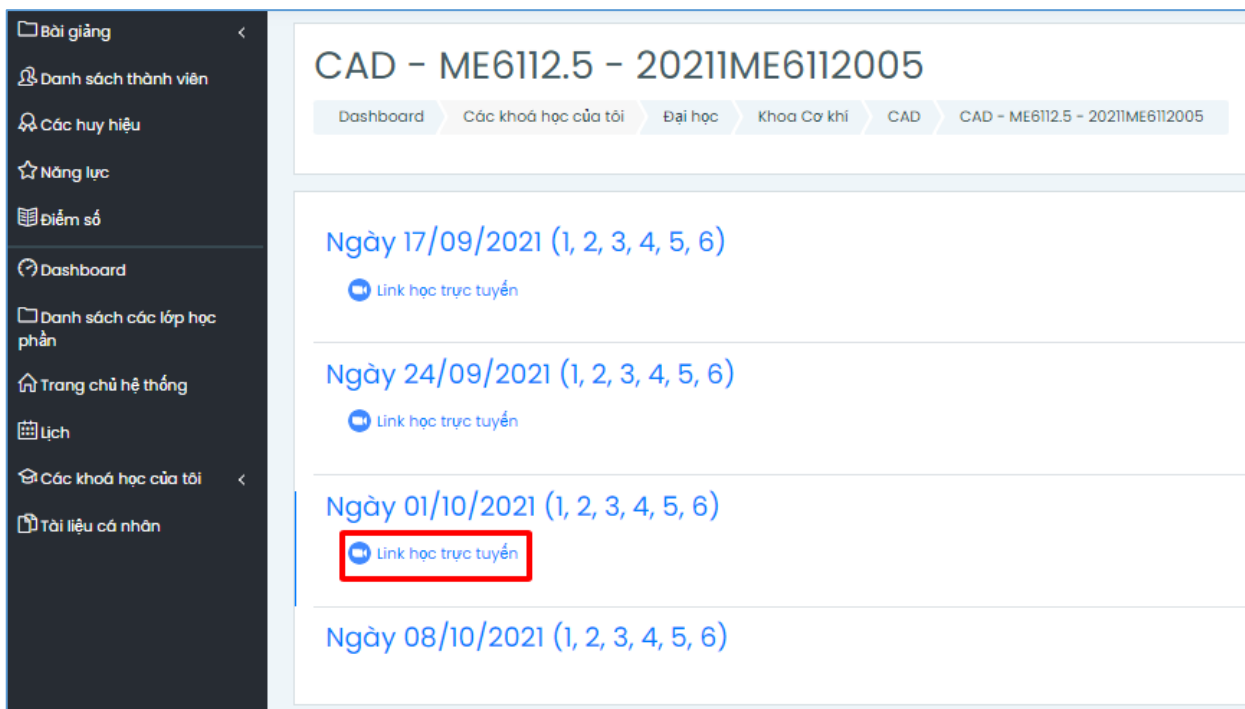 Bài giảng
Danh sách thành viên
Các huy hiệu
Năng lực
Điểm số
Dashboard
Danh sách các lớp học
phần
Trang chủ hệ thống
Lịch
Các khoá học của tôi
Tài liệu cá nhân
CAD - ME6112.5 - 20211ME6112005
Dashboard Các khoá học của tôi Đại học Khoa Cơ khí CAD CAD - ME6112.5 - 20211ME6112005
Ngày 17/09/2021 (1, 2, 3, 4, 5, 6)
Link học trực tuyến
Ngày 24/09/2021 (1, 2, 3, 4, 5, 6)
Link học trực tuyến
Ngày 01/10/2021 (1, 2, 3, 4, 5, 6)
Link học trực tuyến
Ngày 08/10/2021 (1, 2, 3, 4, 5, 6)